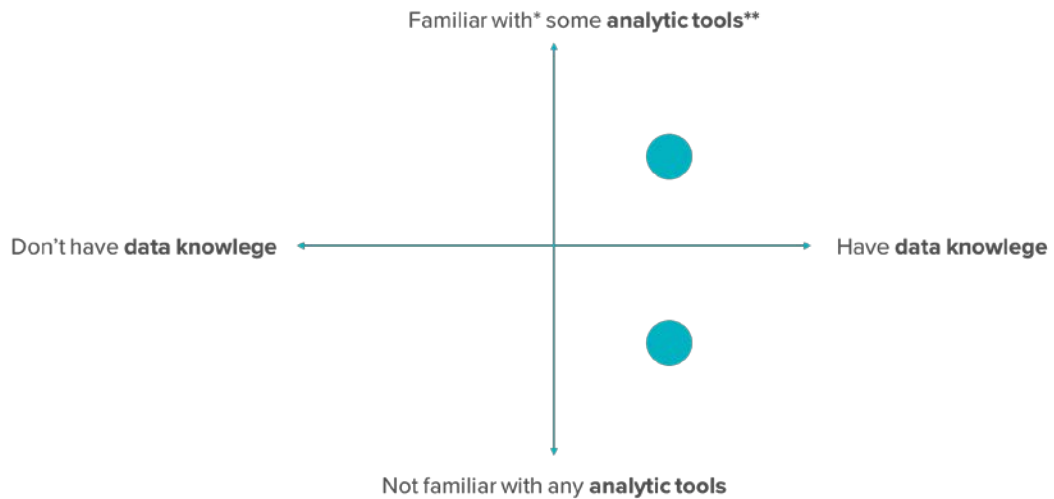 Familiar with* some analytic tools**
Don't have data knowlege
Have data knowlege
Not familiar with any analytic tools